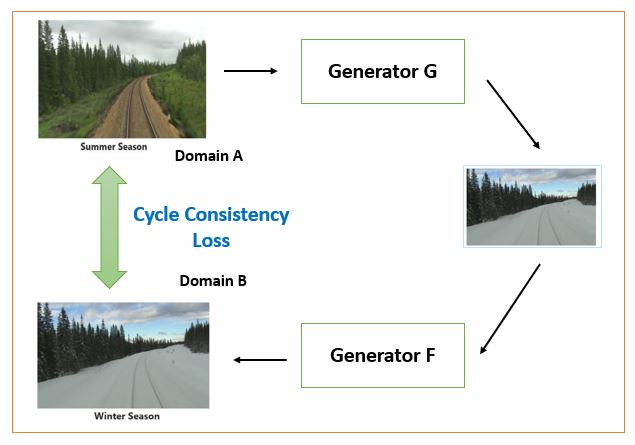 Generator G
Summer Season
Domain A
Cycle Consistency
Loss
Domain B
Generator F
Winter Season